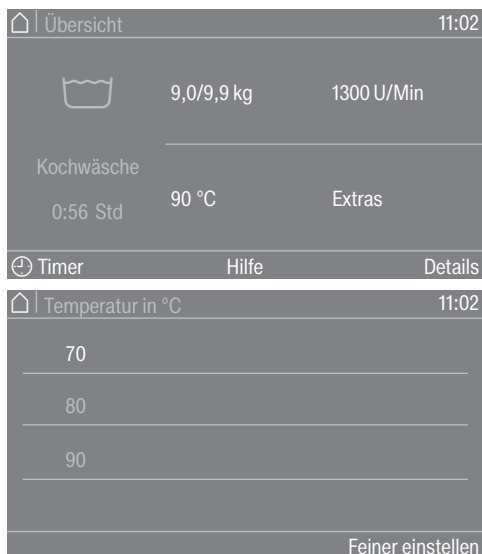 Übersicht 11:02
9,0/9,9 kg 1300 U/Min
Kochwäsche
0:56 Std
90 °C Extras
Timer Hilfe Details
Temperatur in °C 11:02
70
80
90
Feiner einstellen